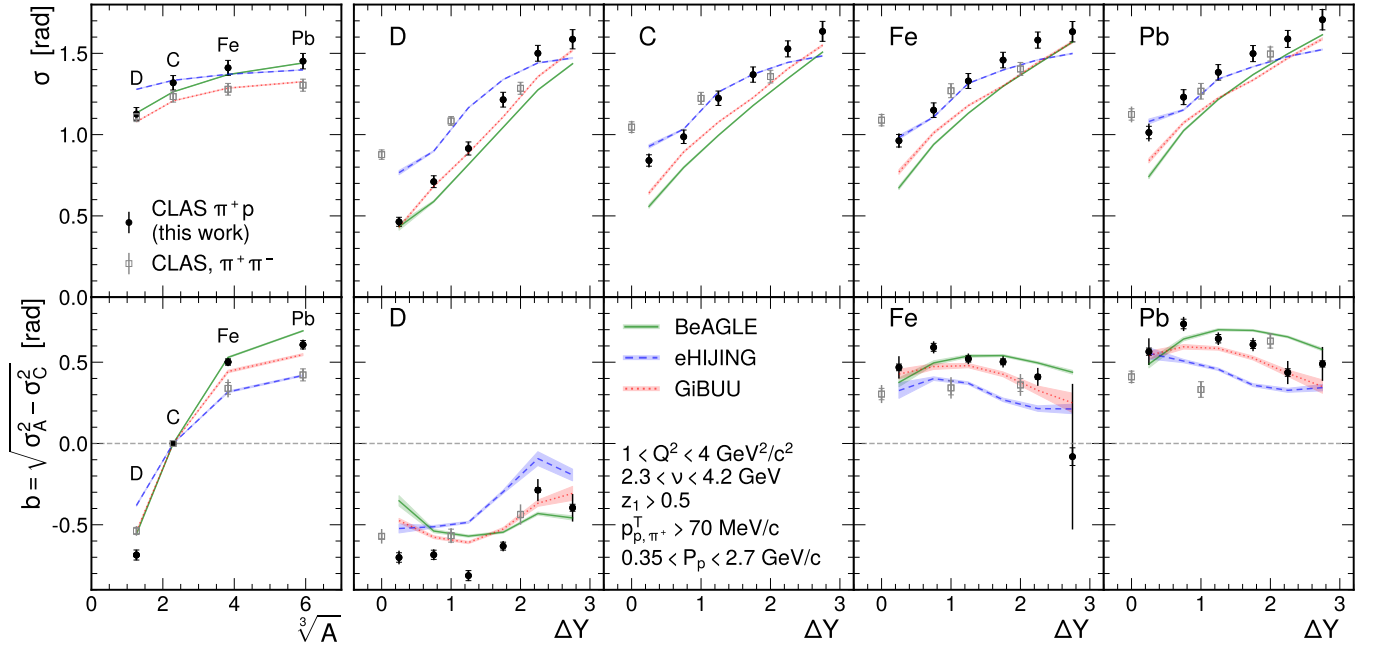 σ [rad]
1.5
1.0
0.5
0.0
D
C
Fe
Pb
CLAS π⁺p
(this work)
CLAS, π⁺π⁻
D
C
Fe
Pb
b = √(σ²_A − σ²_C) [rad]
0.5
0.0
-0.5
D
C
Fe
Pb
D
BeAGLE
eHIJING
GiBUU
1 < Q² < 4 GeV²/c²
2.3 < ν < 4.2 GeV
z₁ > 0.5
p^T_{p, π⁺} > 70 MeV/c
0.35 < P_p < 2.7 GeV/c
Fe
Pb
0 2 4 6
∛A
0 1 2 3
ΔY
0 1 2 3
ΔY
0 1 2 3
ΔY
0 1 2 3
ΔY